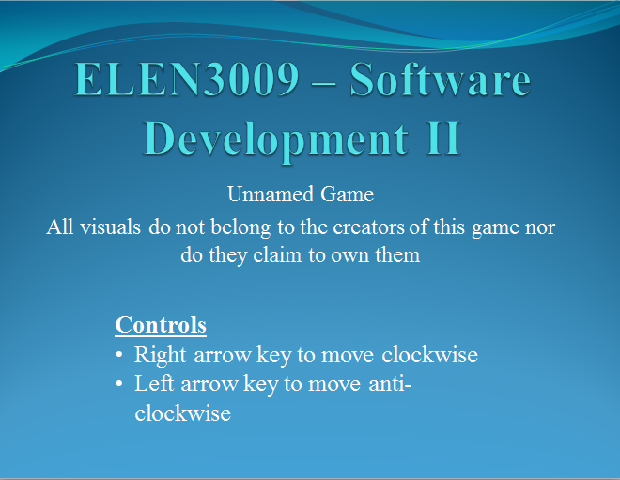 ELEN3009 – Software
Development II
Unnamed Game
All visuals do not belong to the creators of this game nor
do they claim to own them
Controls
• Right arrow key to move clockwise
• Left arrow key to move anti-
clockwise